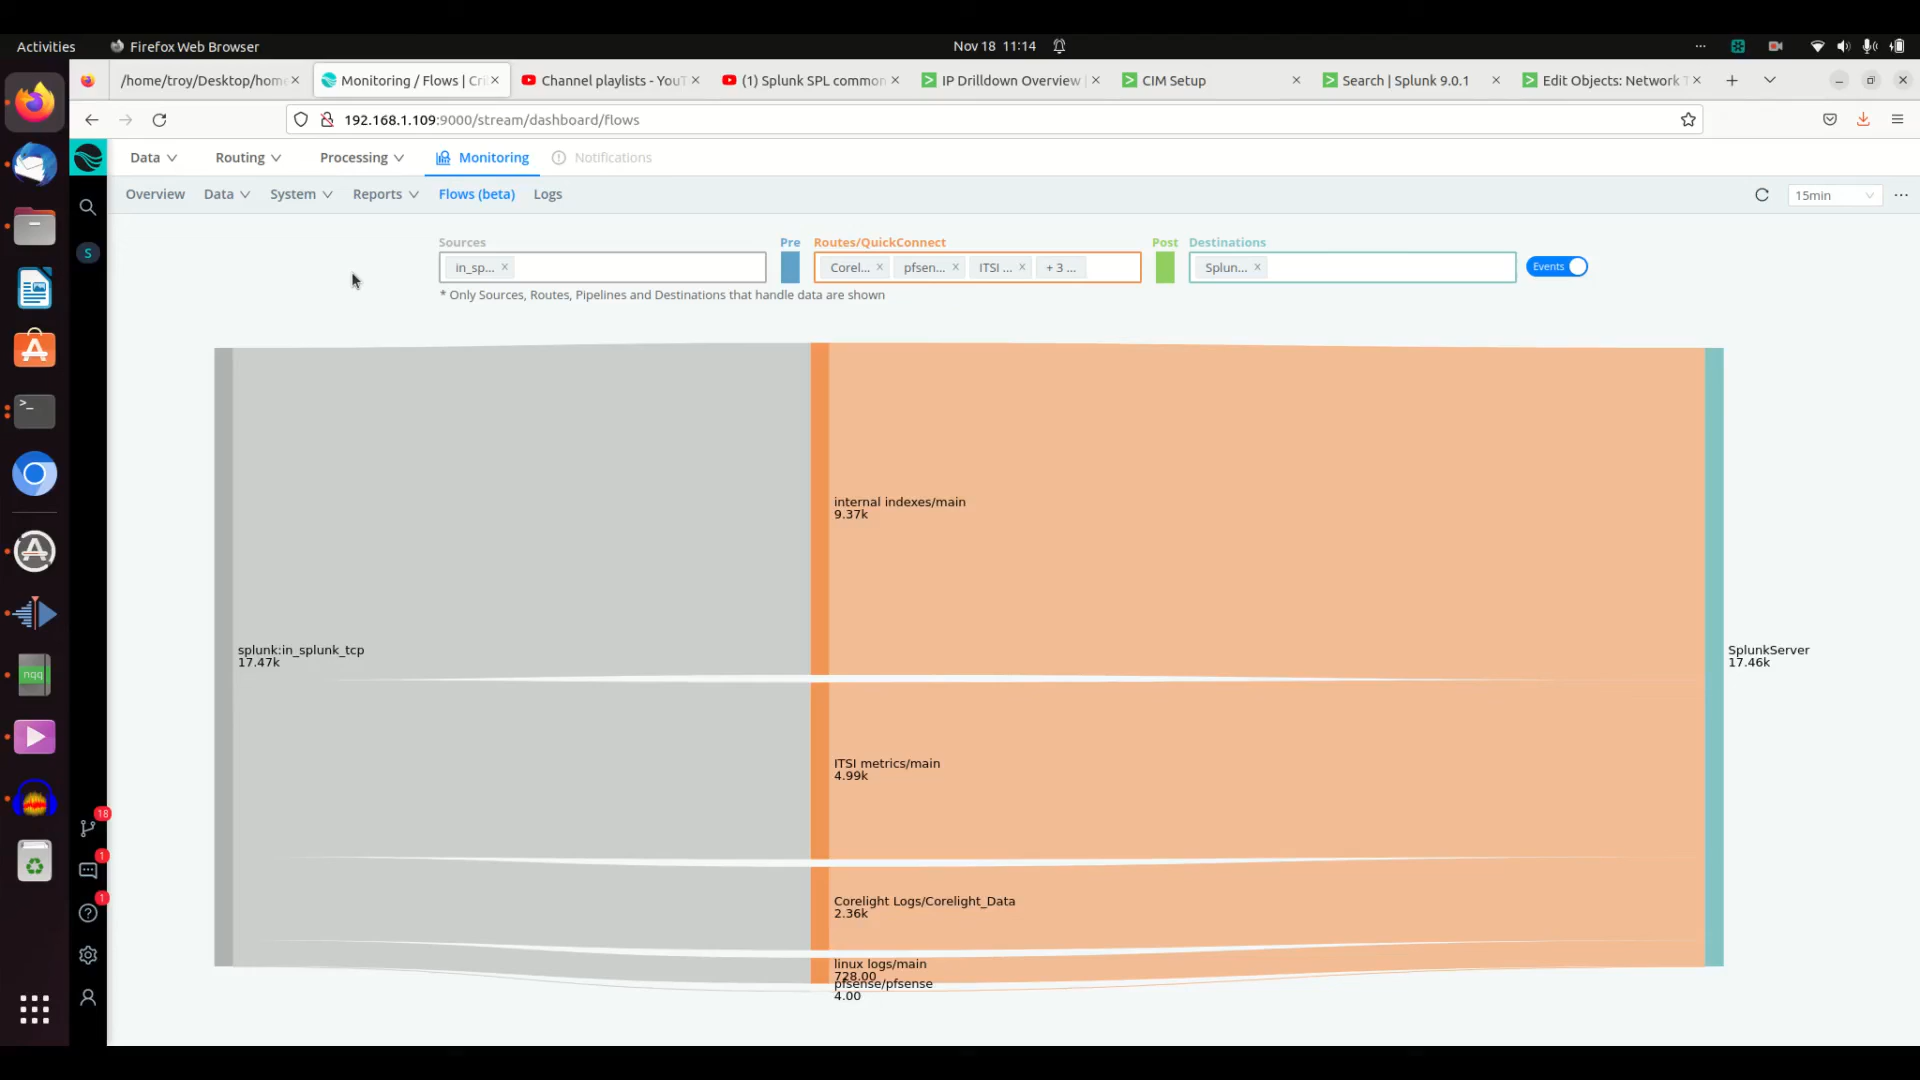 Activities Firefox Web Browser Nov 18 11:14
/home/troy/Desktop/hom Monitoring / Flows | Cri Channel playlists - YouT (1) Splunk SPL common IP Drilldown Overview | CIM Setup Search | Splunk 9.0.1 Edit Objects: Network T
192.168.1.109:9000/stream/dashboard/flows
Data Routing Processing Monitoring Notifications
Overview Data System Reports Flows (beta) Logs 15min
S
Sources Pre Routes/QuickConnect Post Destinations
in_sp... Corel... pfsen... ITSI ... + 3 ... Splun... Events
* Only Sources, Routes, Pipelines and Destinations that handle data are shown
internal indexes/main
9.37k
splunk:in_splunk_tcp
17.47k
SplunkServer
17.46k
nqq
ITSI metrics/main
4.99k
18
1
1
Corelight Logs/Corelight_Data
2.36k
linux logs/main
728.00
pfsense/pfsense
4.00